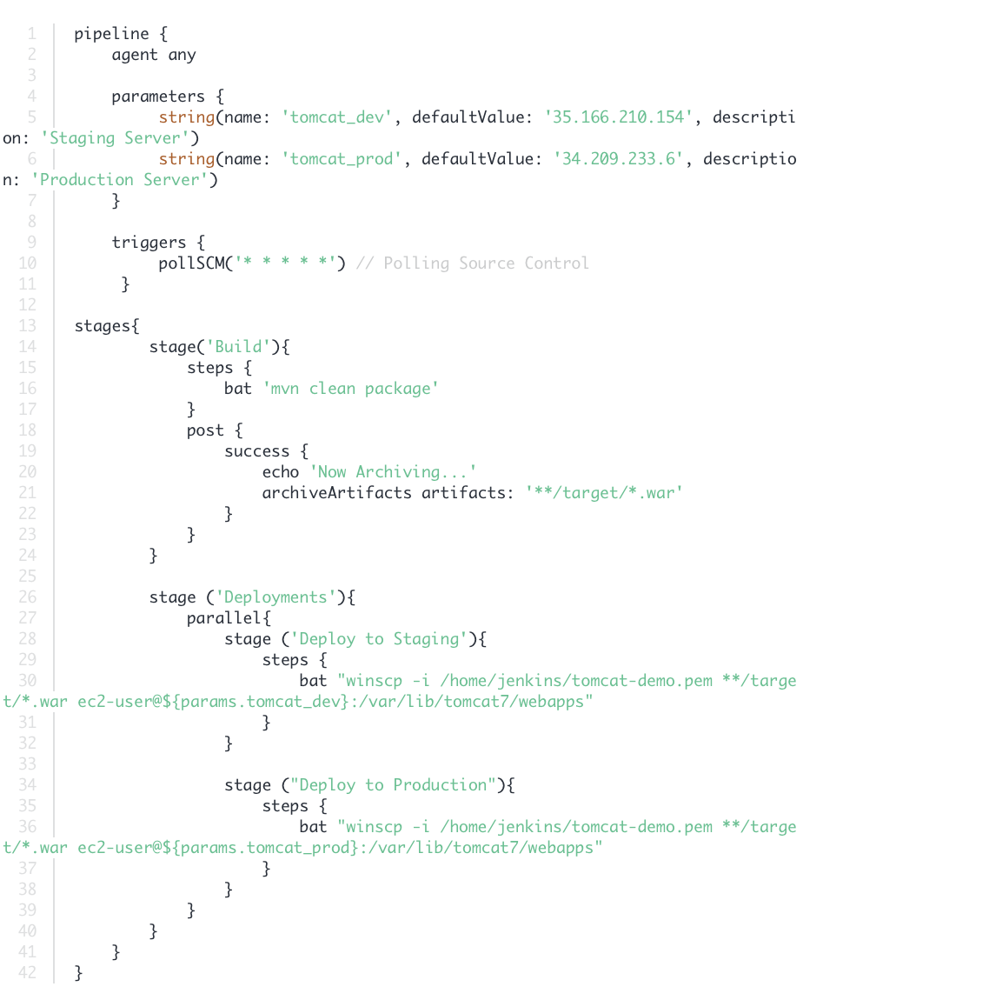 1 pipeline {
2 agent any
3
4 parameters {
5 string(name: 'tomcat_dev', defaultValue: '35.166.210.154', descripti
on: 'Staging Server')
6 string(name: 'tomcat_prod', defaultValue: '34.209.233.6', descriptio
n: 'Production Server')
7 }
8
9 triggers {
10 pollSCM('* * * * *') // Polling Source Control
11 }
12
13 stages{
14 stage('Build'){
15 steps {
16 bat 'mvn clean package'
17 }
18 post {
19 success {
20 echo 'Now Archiving...'
21 archiveArtifacts artifacts: '**/target/*.war'
22 }
23 }
24 }
25
26 stage ('Deployments'){
27 parallel{
28 stage ('Deploy to Staging'){
29 steps {
30 bat "winscp -i /home/jenkins/tomcat-demo.pem **/targe
t/*.war ec2-user@${params.tomcat_dev}:/var/lib/tomcat7/webapps"
31 }
32 }
33
34 stage ("Deploy to Production"){
35 steps {
36 bat "winscp -i /home/jenkins/tomcat-demo.pem **/targe
t/*.war ec2-user@${params.tomcat_prod}:/var/lib/tomcat7/webapps"
37 }
38 }
39 }
40 }
41 }
42 }